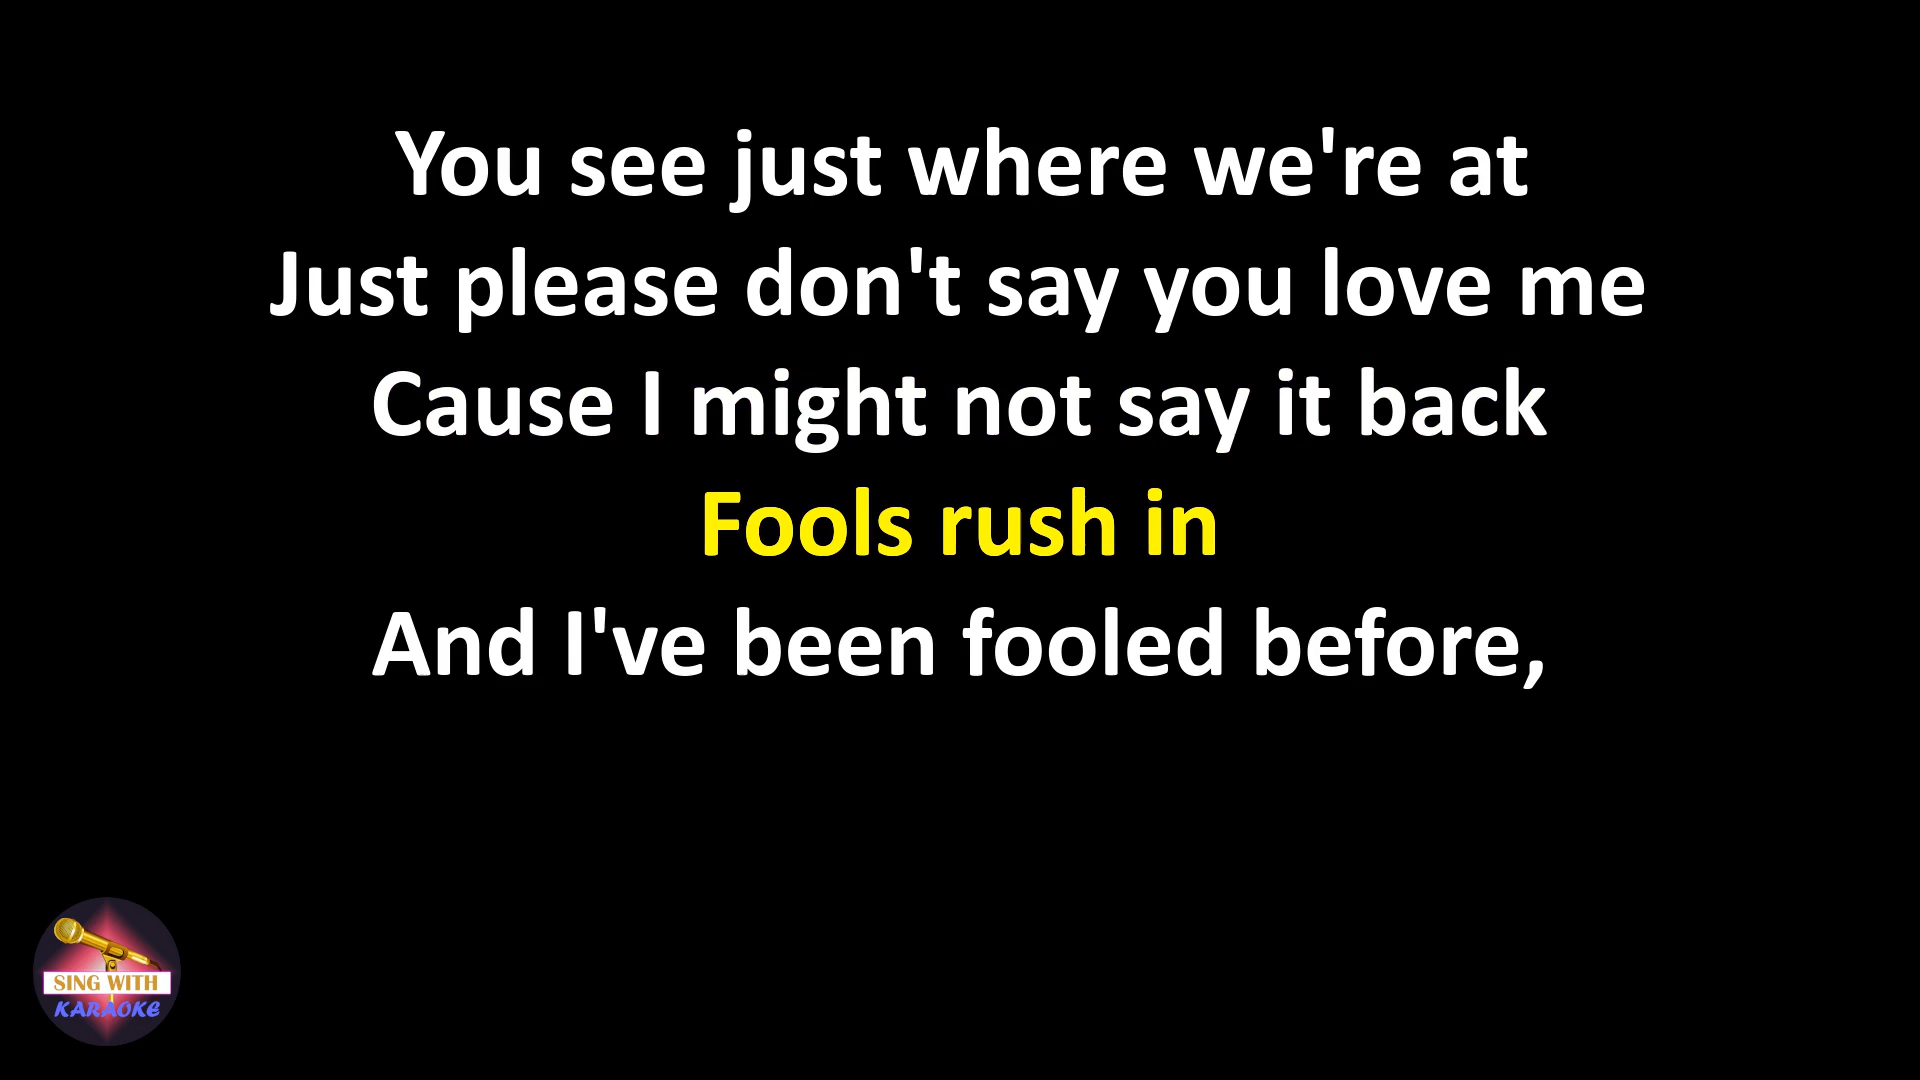 You see just where we're at
Just please don't say you love me
Cause I might not say it back
Fools rush in
And I've been fooled before,
SING WITH
KARAOKE